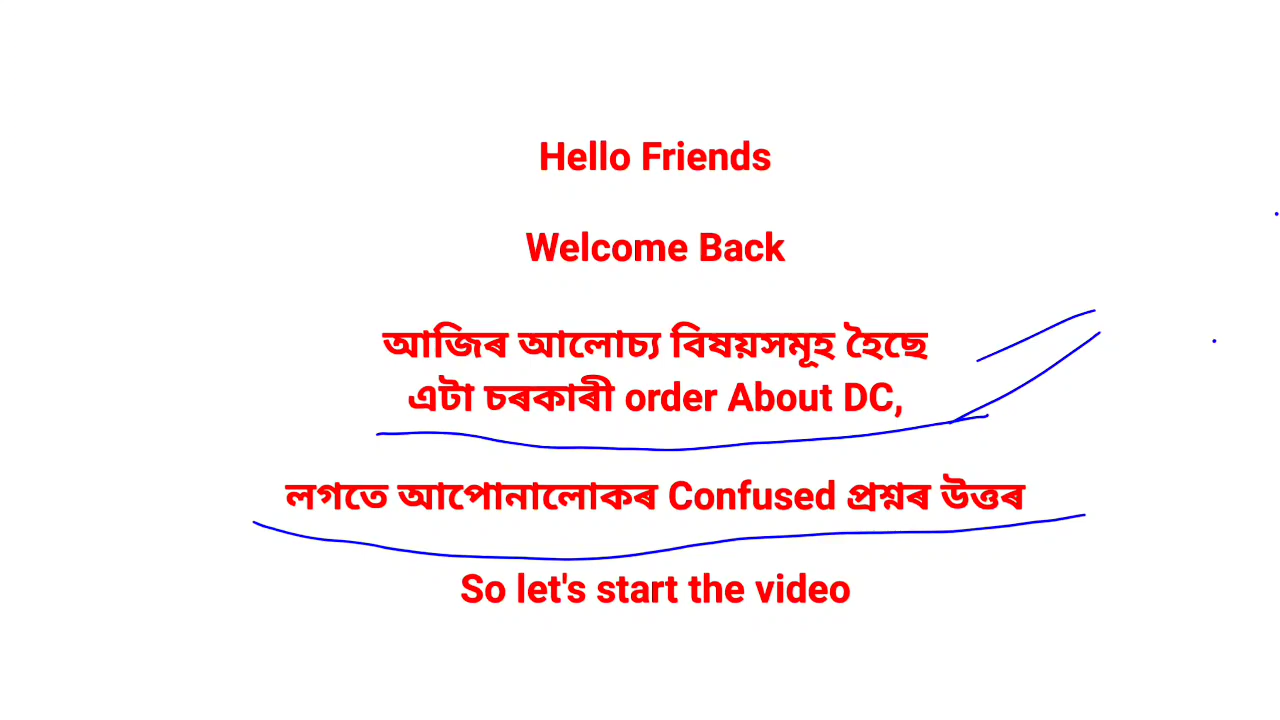 Hello Friends
Welcome Back
আজিৰ আলোচ্য বিষয়সমূহ হৈছে
এটা চৰকাৰী order About DC,
লগতে আপোনালোকৰ Confused প্ৰশ্নৰ উত্তৰ
So let's start the video